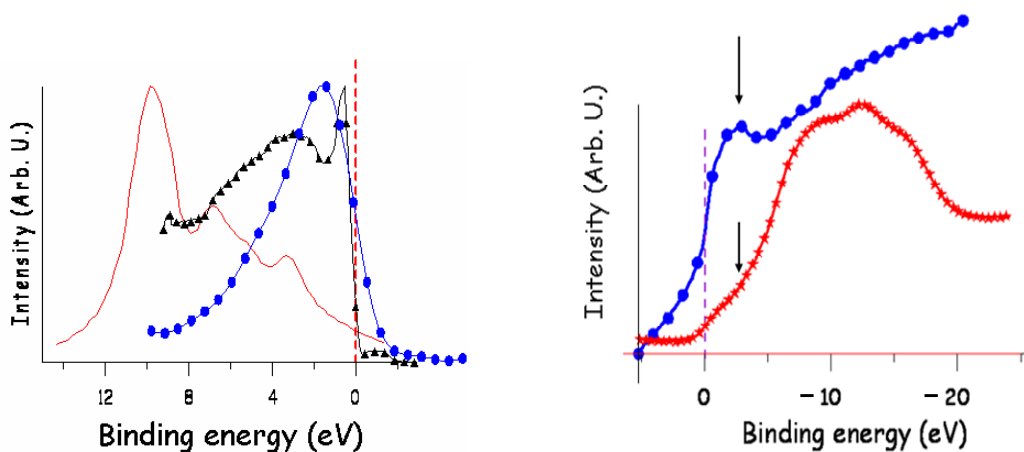 Intensity (Arb. U.)
12 8 4 0
Binding energy (eV)
Intensity (Arb. U.)
0 −10 −20
Binding energy (eV)